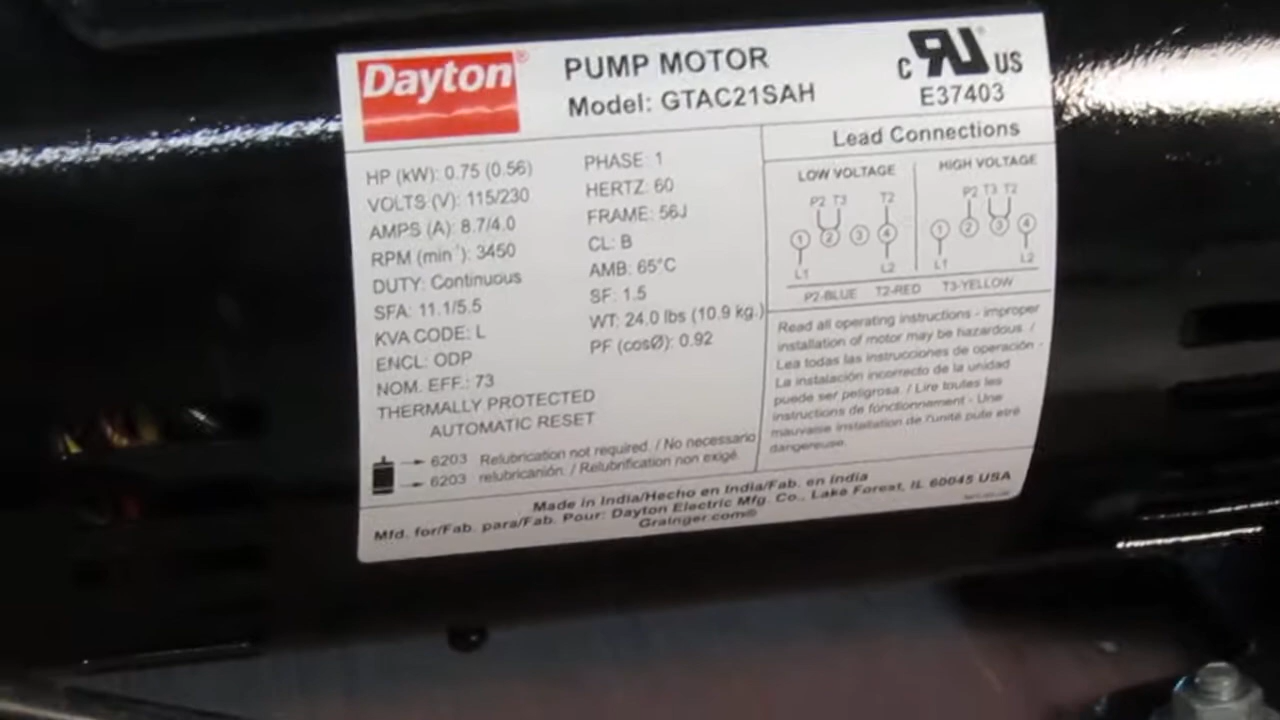 Dayton®
PUMP MOTOR
Model: GTAC21SAH
C US
E37403
HP (kW): 0.75 (0.56)
VOLTS (V): 115/230
AMPS (A): 8.7/4.0
RPM (min⁻¹): 3450
DUTY: Continuous
SFA: 11.1/5.5
KVA CODE: L
ENCL: ODP
NOM. EFF.: 73
THERMALLY PROTECTED
AUTOMATIC RESET
PHASE: 1
HERTZ: 60
FRAME: 56J
CL: B
AMB: 65°C
SF: 1.5
WT: 24.0 lbs (10.9 kg.)
PF (cosØ): 0.92
6203 Relubrication not required. / No necessario
6203 relubricanión. / Relubrification non exigé.
Lead Connections
LOW VOLTAGE
P2 T3 T2
1 2 3 4
L1 L2
HIGH VOLTAGE
P2 T3 T2
1 2 3 4
L1 L2
P2-BLUE T2-RED T3-YELLOW
Read all operating instructions - improper
installation of motor may be hazardous. /
Lea todas las instrucciones de operación -
La instalación incorrecto de la unidad
puede ser peligrosa. / Lire toutes les
instructions de fonctionnement - Une
mauvaise installation de l'unité pute etré
dangereuse.
Made in India/Hecho en India/Fab. en India
Mfd. for/Fab. para/Fab. Pour: Dayton Electric Mfg. Co., Lake Forest, IL 60045 USA
Grainger.com®